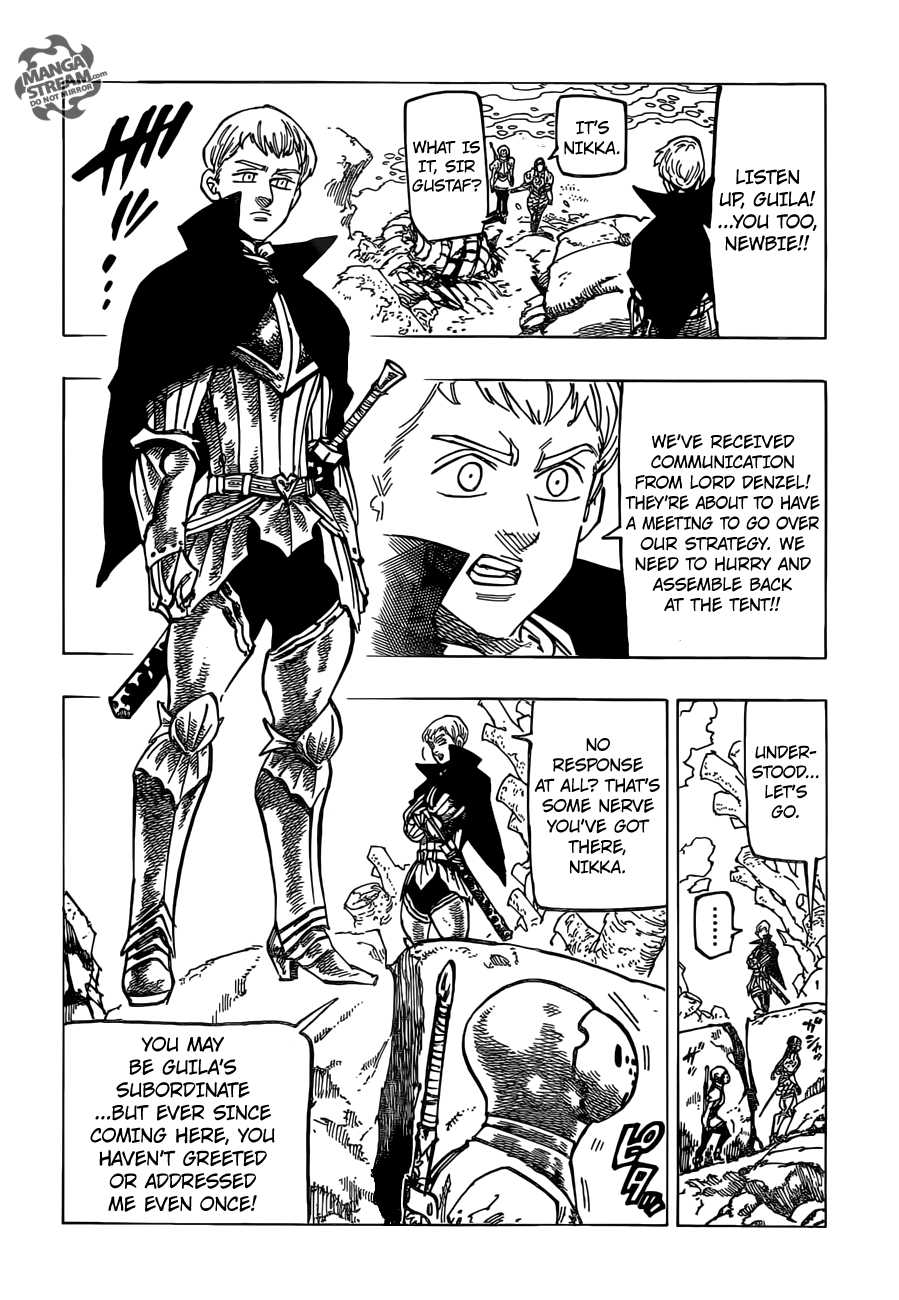 MANGA
STREAM.com
DO NOT MIRROR
LISTEN
UP, GUILA!
...YOU TOO,
NEWBIE!!
IT'S
NIKKA.
WHAT IS
IT, SIR
GUSTAF?
WE'VE RECEIVED
COMMUNICATION
FROM LORD DENZEL!
THEY'RE ABOUT TO HAVE
A MEETING TO GO OVER
OUR STRATEGY. WE
NEED TO HURRY AND
ASSEMBLE BACK
AT THE TENT!!
UNDER-
STOOD...
LET'S
GO.
......
ザッ
ザッ
NO
RESPONSE
AT ALL? THAT'S
SOME NERVE
YOU'VE GOT
THERE,
NIKKA.
YOU MAY
BE GUILA'S
SUBORDINATE
...BUT EVER SINCE
COMING HERE, YOU
HAVEN'T GREETED
OR ADDRESSED
ME EVEN ONCE!